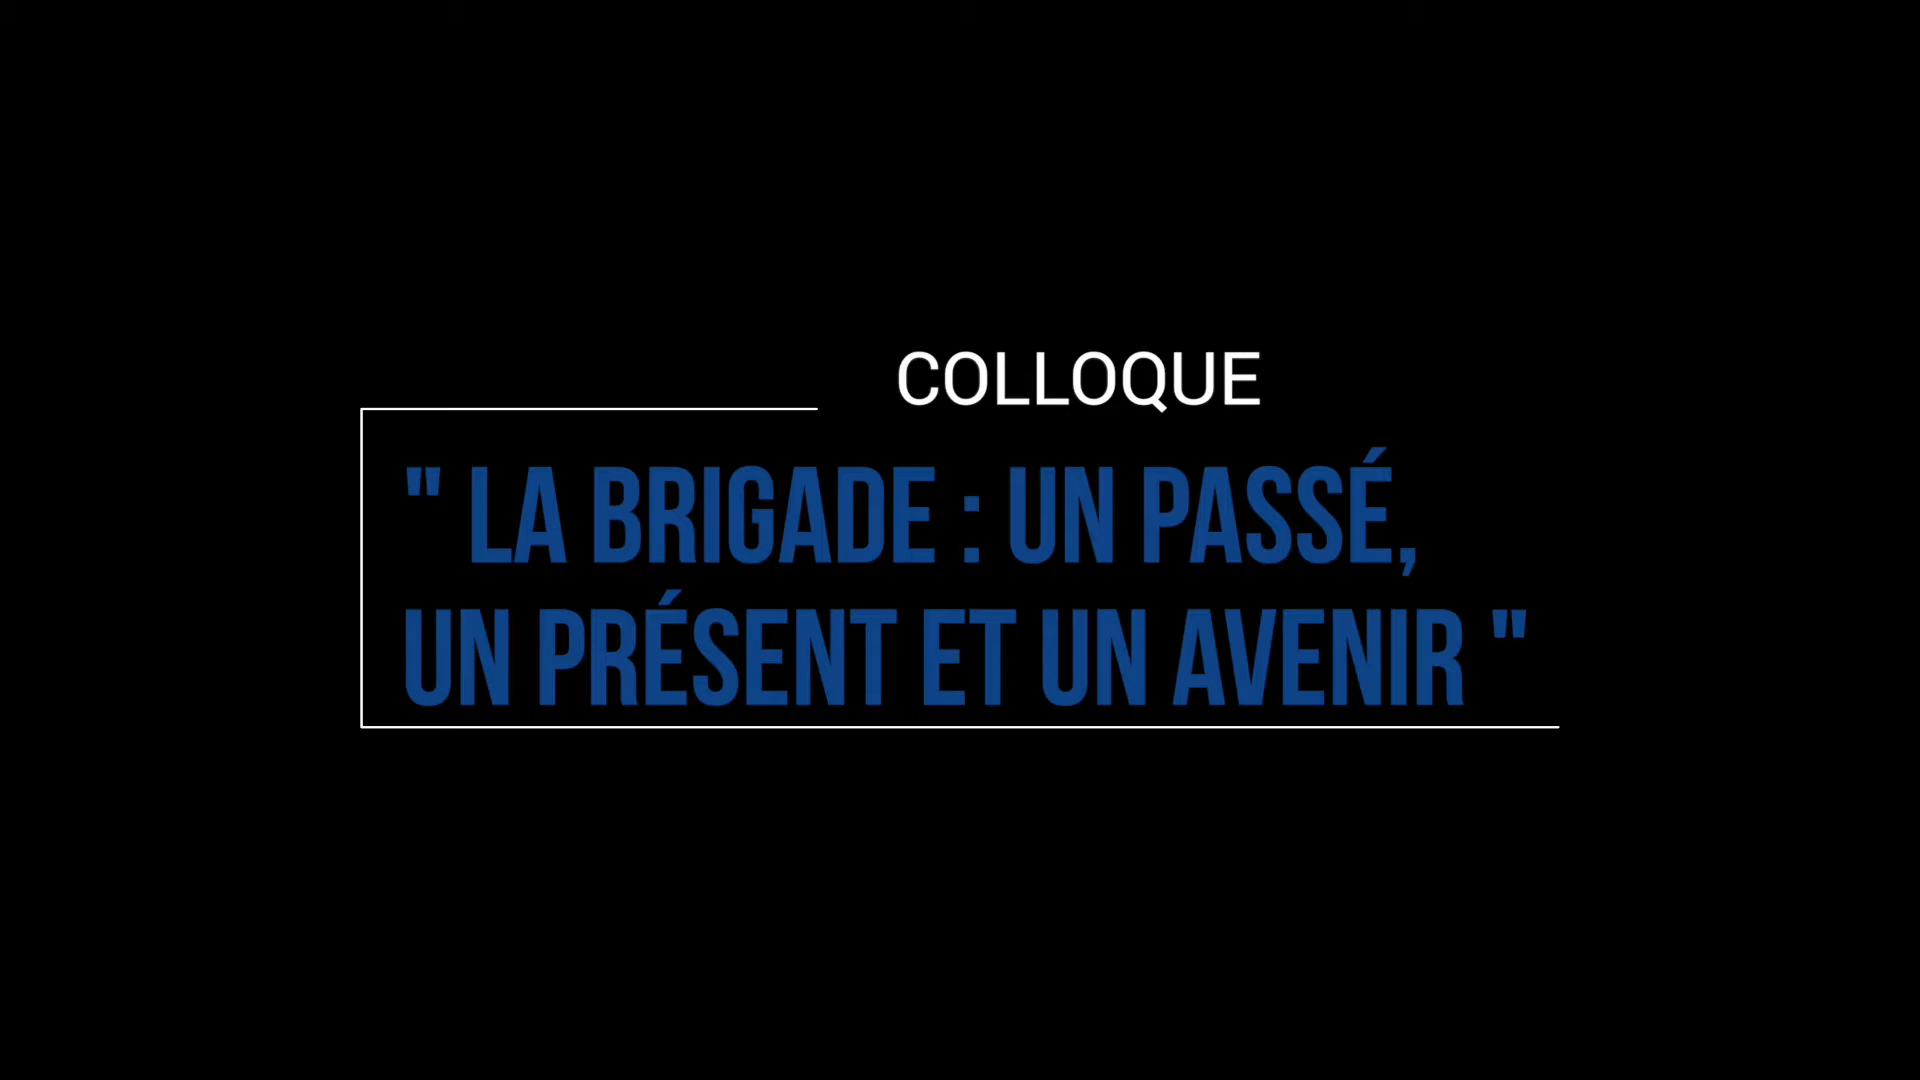 COLLOQUE
" LA BRIGADE : UN PASSÉ,
UN PRÉSENT ET UN AVENIR "